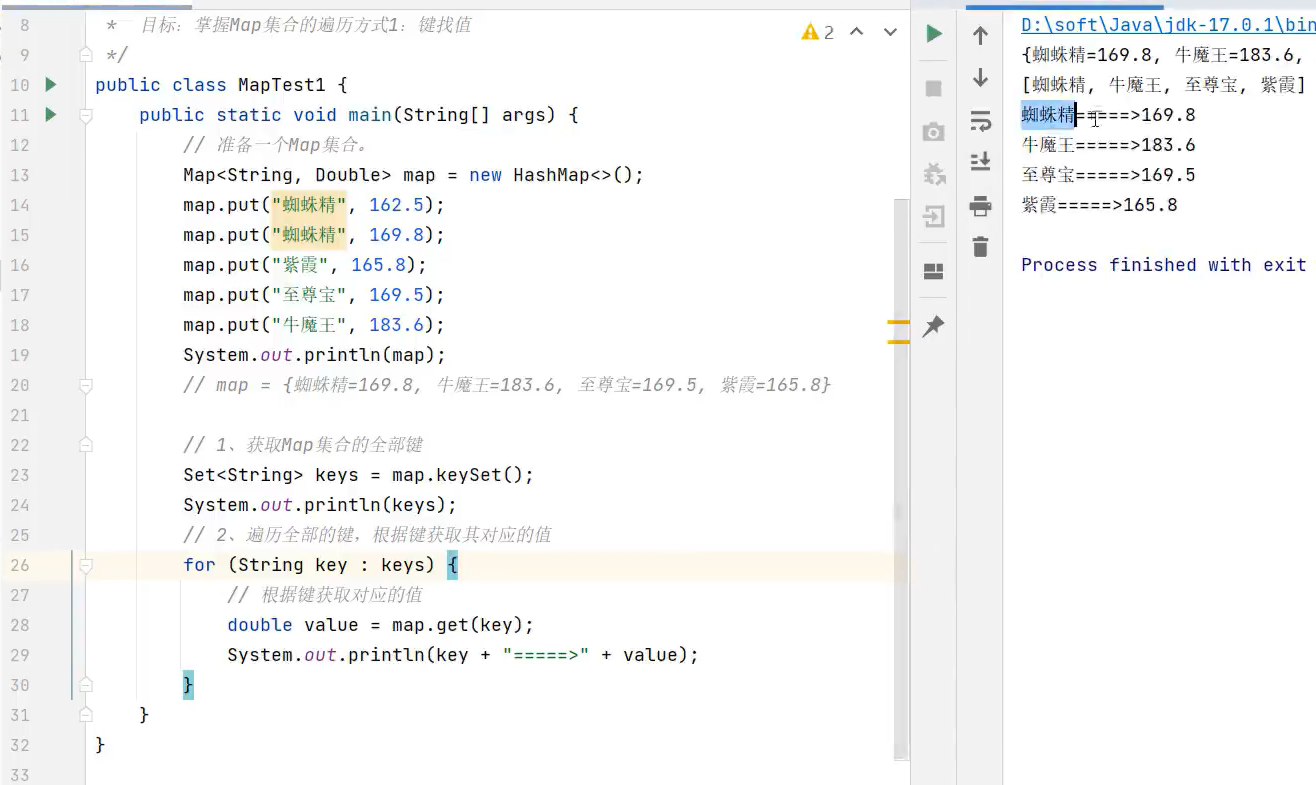 8 * 目标：掌握Map集合的遍历方式1：键找值
9 */
10 public class MapTest1 {
11 public static void main(String[] args) {
12 // 准备一个Map集合。
13 Map<String, Double> map = new HashMap<>();
14 map.put("蜘蛛精", 162.5);
15 map.put("蜘蛛精", 169.8);
16 map.put("紫霞", 165.8);
17 map.put("至尊宝", 169.5);
18 map.put("牛魔王", 183.6);
19 System.out.println(map);
20 // map = {蜘蛛精=169.8, 牛魔王=183.6, 至尊宝=169.5, 紫霞=165.8}
21
22 // 1、获取Map集合的全部键
23 Set<String> keys = map.keySet();
24 System.out.println(keys);
25 // 2、遍历全部的键，根据键获取其对应的值
26 for (String key : keys) {
27 // 根据键获取对应的值
28 double value = map.get(key);
29 System.out.println(key + "=====>" + value);
30 }
31 }
32 }
33
2
D:\soft\Java\jdk-17.0.1\bin
{蜘蛛精=169.8, 牛魔王=183.6,
[蜘蛛精, 牛魔王, 至尊宝, 紫霞]
蜘蛛精=====>169.8
牛魔王=====>183.6
至尊宝=====>169.5
紫霞=====>165.8
Process finished with exit